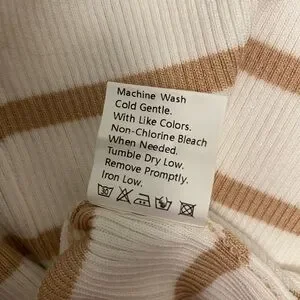 Machine Wash
Cold Gentle.
With Like Colors.
Non-Chlorine Bleach
When Needed.
Tumble Dry Low.
Remove Promptly.
Iron Low.
30